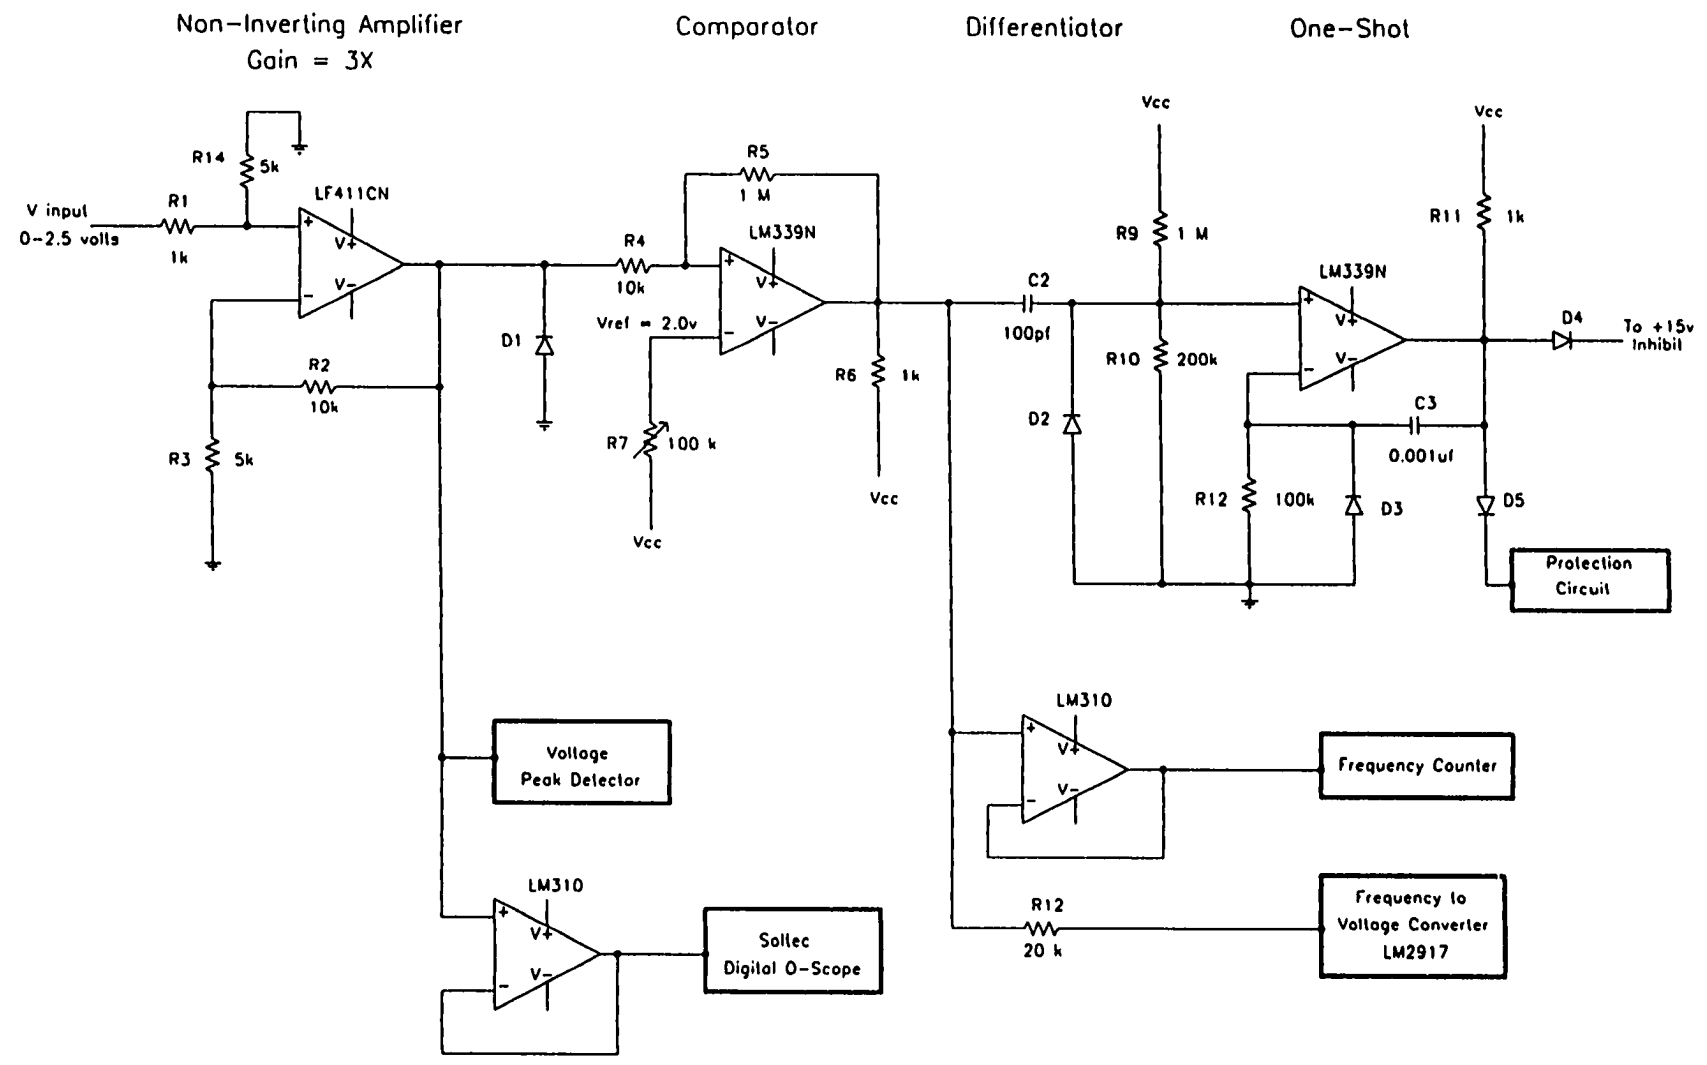 Non-Inverting Amplifier
Gain = 3X
Comparator
Differentiator
One-Shot
R14
5k
R1
V input
0-2.5 volts
1k
LF411CN
+
V+
V-
-
R2
10k
R3
5k
D1
R5
1 M
R4
10k
LM339N
+
V+
V-
-
Vref = 2.0v
R7
100 k
Vcc
R6
1k
Vcc
C2
100pf
Vcc
R9
1 M
R10
200k
D2
LM339N
+
V+
V-
-
Vcc
R11
1k
D4
To +15v
Inhibit
C3
0.001uf
R12
100k
D3
D5
Protection
Circuit
Voltage
Peak Detector
LM310
+
V+
V-
-
Soltec
Digital O-Scope
LM310
+
V+
V-
-
Frequency Counter
R12
20 k
Frequency to
Voltage Converter
LM2917